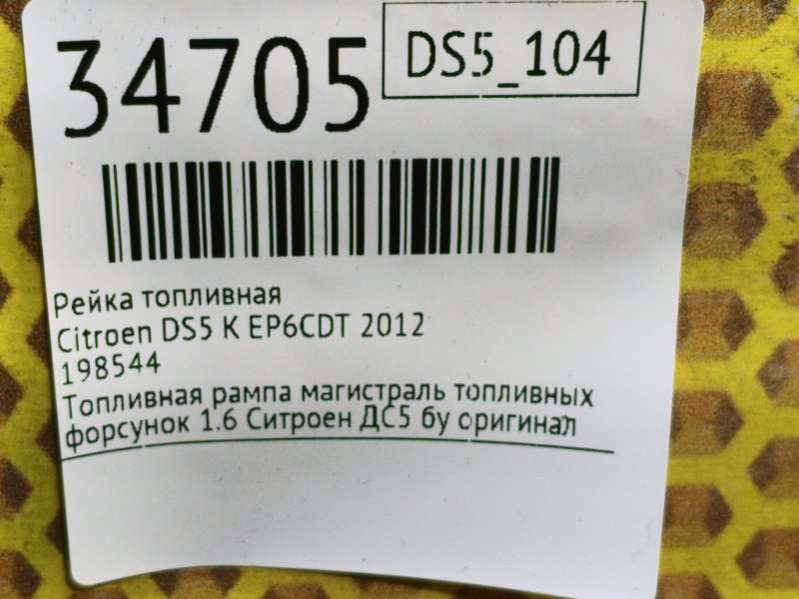 34705
DS5_104
Рейка топливная
Citroen DS5 K EP6CDT 2012
198544
Топливная рампа магистраль топливных
форсунок 1.6 Ситроен ДС5 бу оригинал